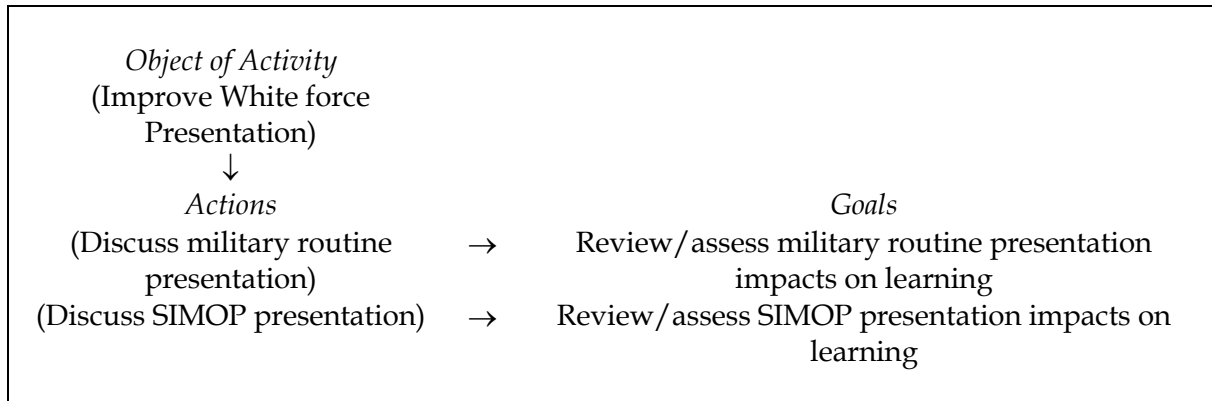 Object of Activity
(Improve White force
Presentation)
↓
Actions Goals
(Discuss military routine → Review/assess military routine presentation
presentation) impacts on learning
(Discuss SIMOP presentation) → Review/assess SIMOP presentation impacts on
learning